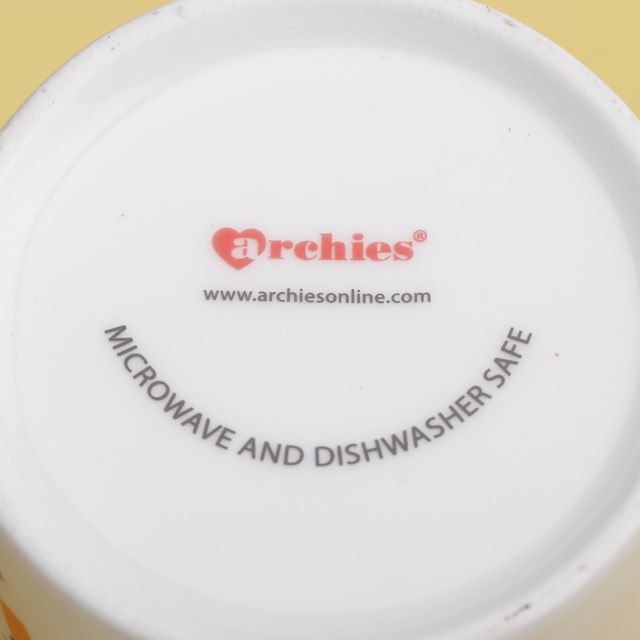 archies®
www.archiesonline.com
MICROWAVE AND DISHWASHER SAFE